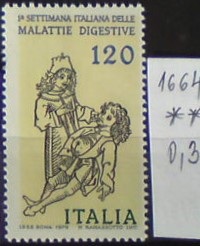 1ª SETTIMANA ITALIANA DELLE
MALATTIE DIGESTIVE
120
1664
**
0,3
ITALIA